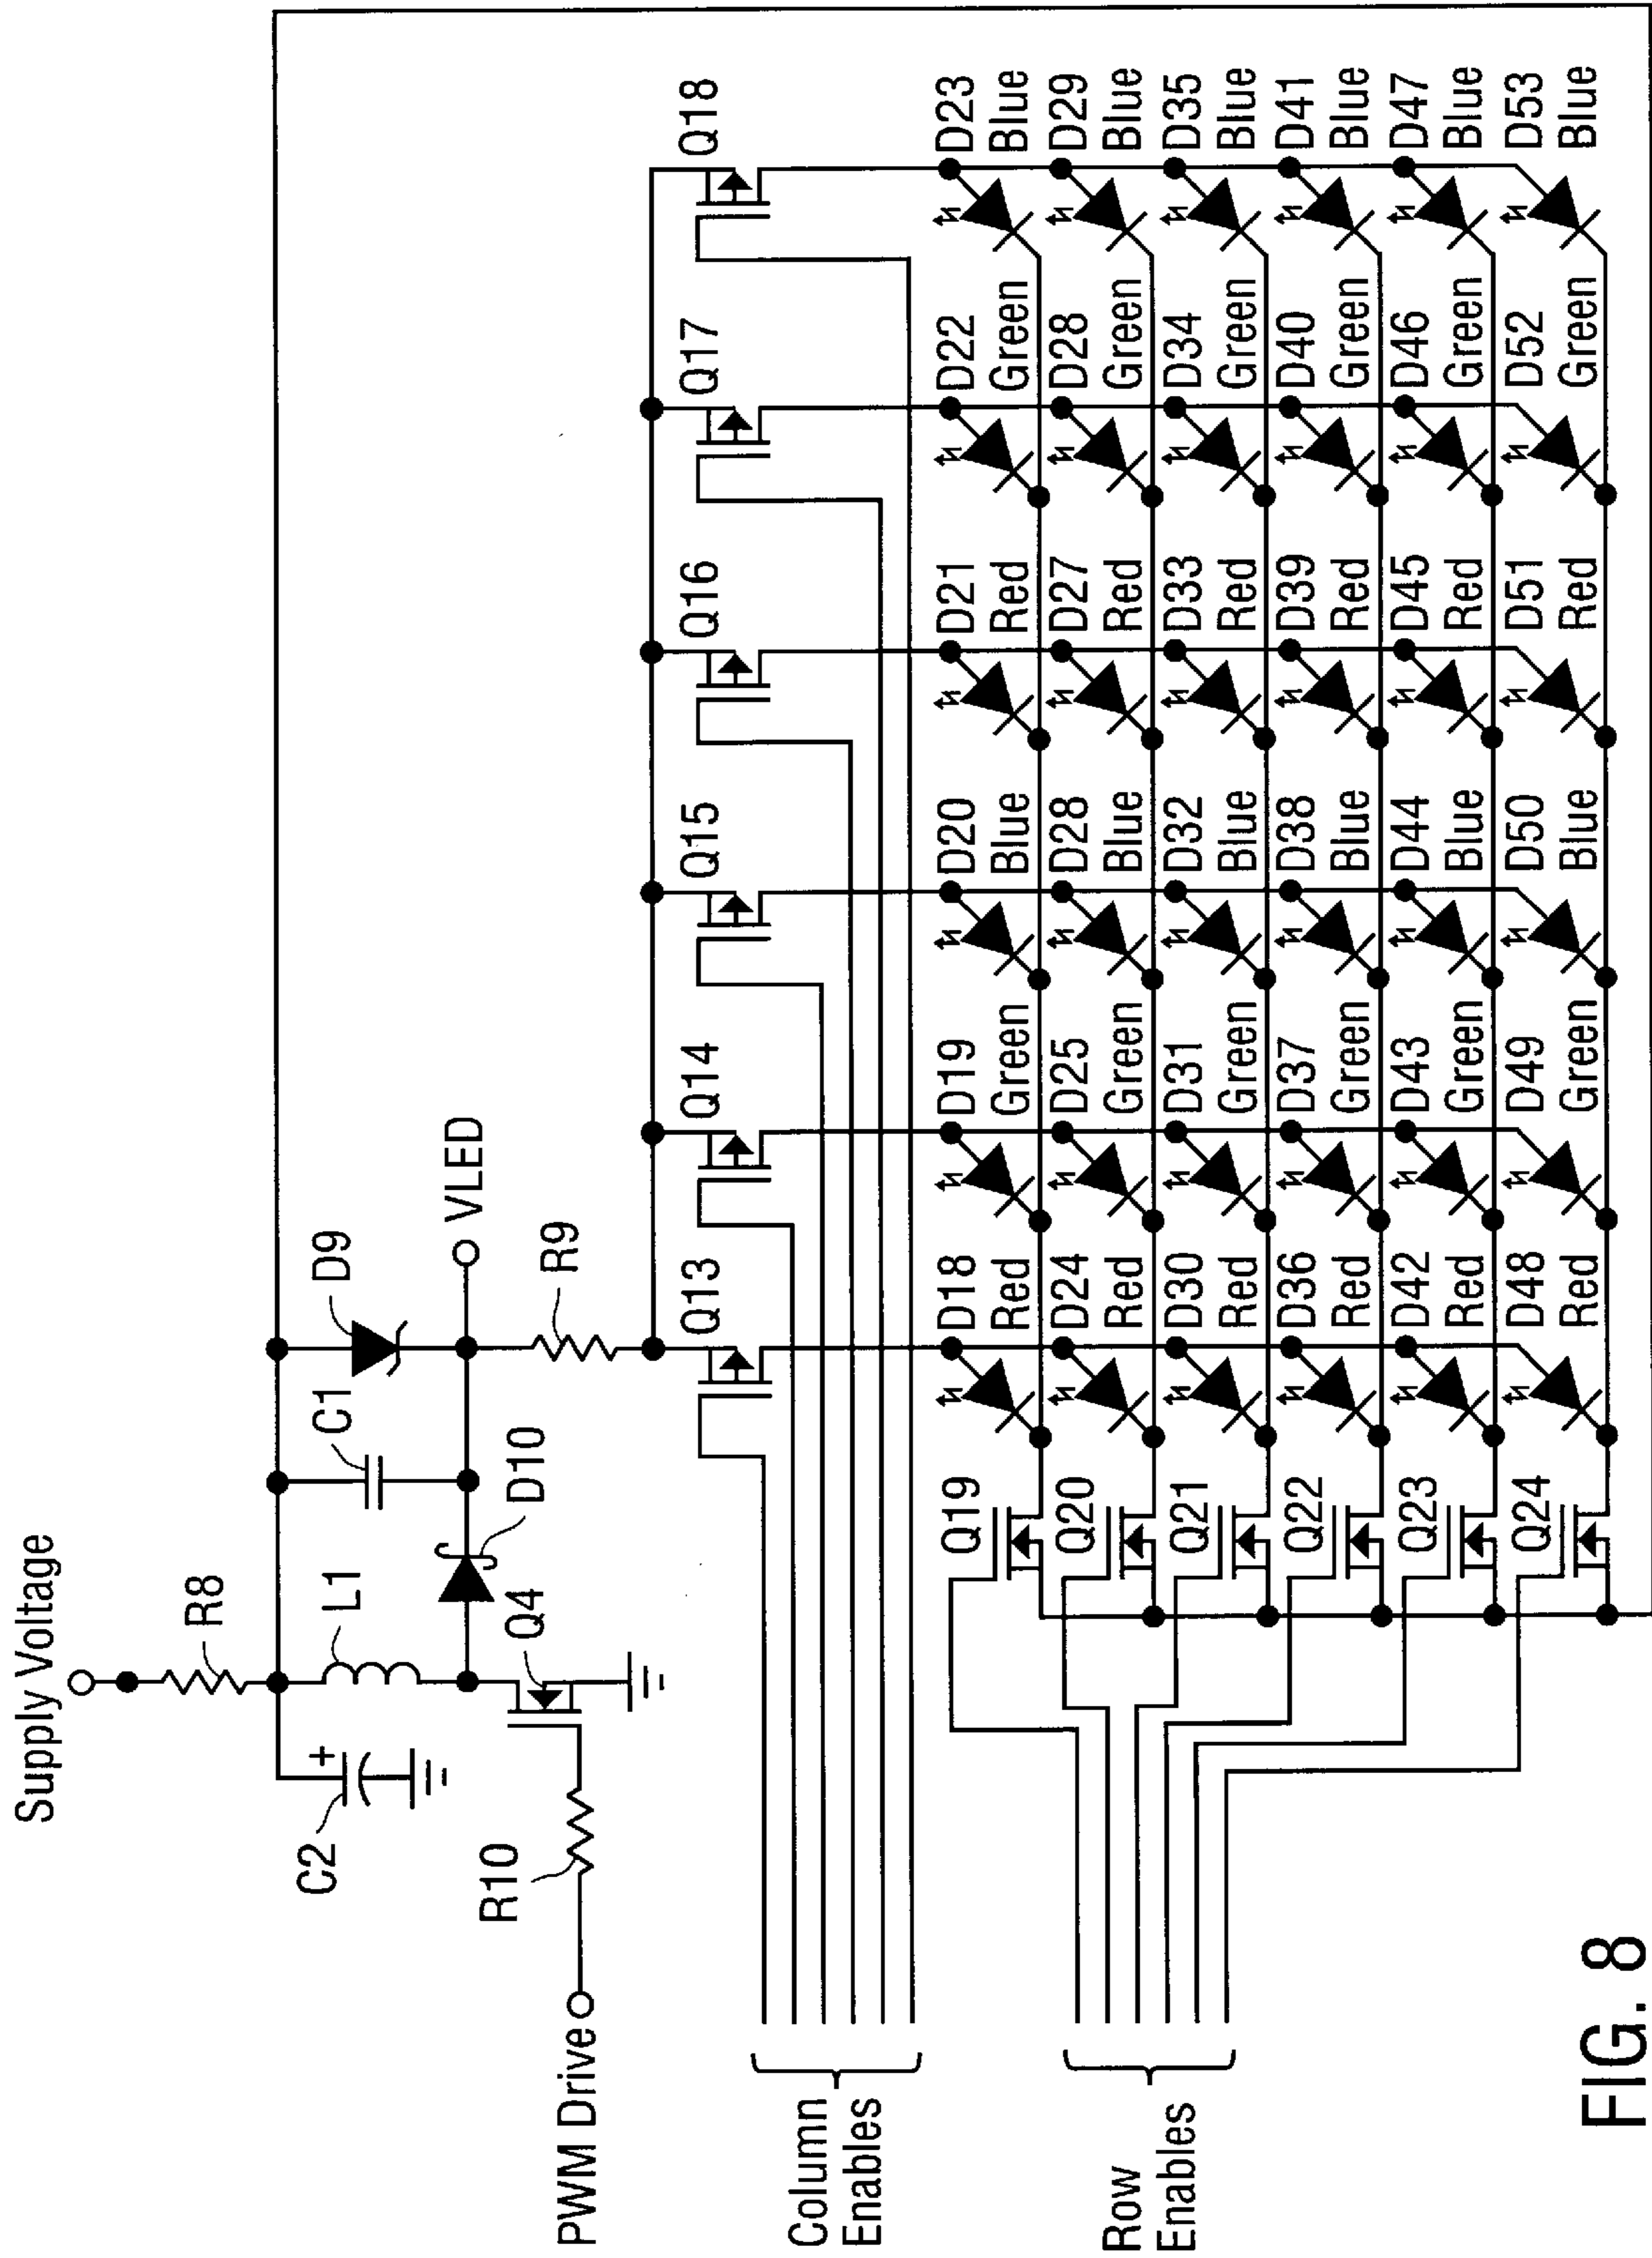 Supply Voltage
R8
L1
C2
+
C1
D9
D10
VLED
Q4
R9
R10
PWM Drive
Q13
Q14
Q15
Q16
Q17
Q18
Column
Enables
D18
Red
D19
Green
D20
Blue
D21
Red
D22
Green
D23
Blue
Q19
D24
Red
D25
Green
D28
Blue
D27
Red
D28
Green
D29
Blue
Q20
D30
Red
D31
Green
D32
Blue
D33
Red
D34
Green
D35
Blue
Q21
D36
Red
D37
Green
D38
Blue
D39
Red
D40
Green
D41
Blue
Q22
D42
Red
D43
Green
D44
Blue
D45
Red
D46
Green
D47
Blue
Q23
D48
Red
D49
Green
D50
Blue
D51
Red
D52
Green
D53
Blue
Q24
Row
Enables
FIG. 8